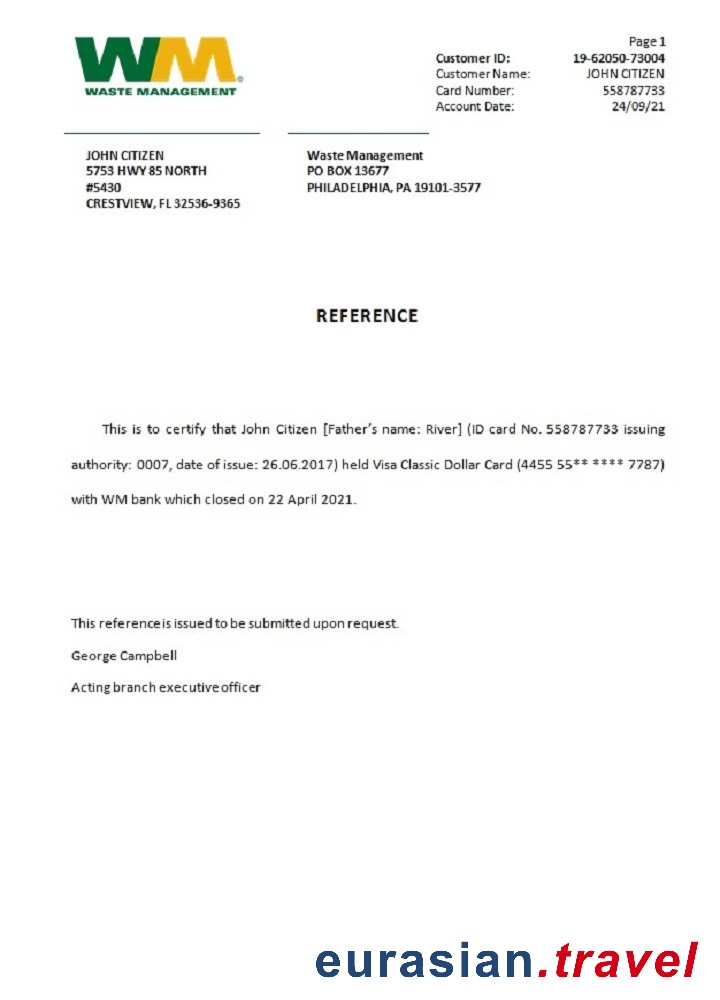 WM®
WASTE MANAGEMENT
Page 1
Customer ID: 19-62050-73004
Customer Name: JOHN CITIZEN
Card Number: 558787733
Account Date: 24/09/21
JOHN CITIZEN
5753 HWY 85 NORTH
#5430
CRESTVIEW, FL 32536-9365
Waste Management
PO BOX 13677
PHILADELPHIA, PA 19101-3577
REFERENCE
This is to certify that John Citizen [Father's name: River] (ID card No. 558787733 issuing
authority: 0007, date of issue: 26.06.2017) held Visa Classic Dollar Card (4455 55** **** 7787)
with WM bank which closed on 22 April 2021.
This reference is issued to be submitted upon request.
George Campbell
Acting branch executive officer
eurasian.travel